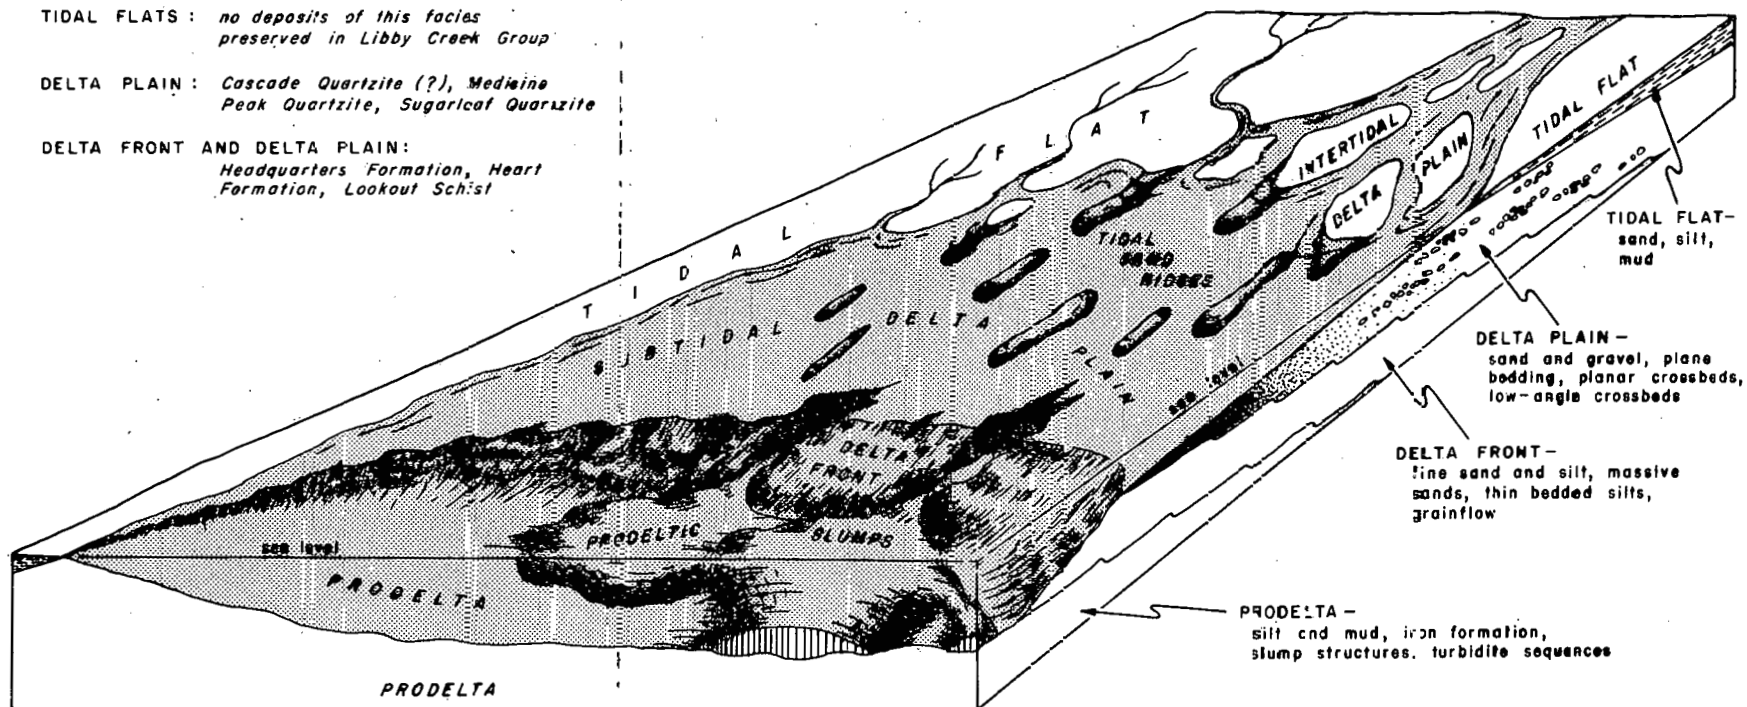 TIDAL FLATS : no deposits of this facies
preserved in Libby Creek Group
DELTA PLAIN : Cascade Quartzite (?), Medicine
Peak Quartzite, Sugarloaf Quartzite
DELTA FRONT AND DELTA PLAIN:
Headquarters Formation, Heart
Formation, Lookout Schist
TIDAL FLAT
SUBTIDAL DELTA PLAIN
TIDAL
SAND
RIDGES
INTERTIDAL
DELTA PLAIN
TIDAL FLAT
sea level
DELTA
FRONT
PRODELTIC SLUMPS
sea level
PRODELTA
PRODELTA
TIDAL FLAT–
sand, silt,
mud
DELTA PLAIN –
sand and gravel, plane
bedding, planar crossbeds,
low-angle crossbeds
DELTA FRONT–
fine sand and silt, massive
sands, thin bedded silts,
grainflow
PRODELTA –
silt and mud, iron formation,
slump structures, turbidite sequences